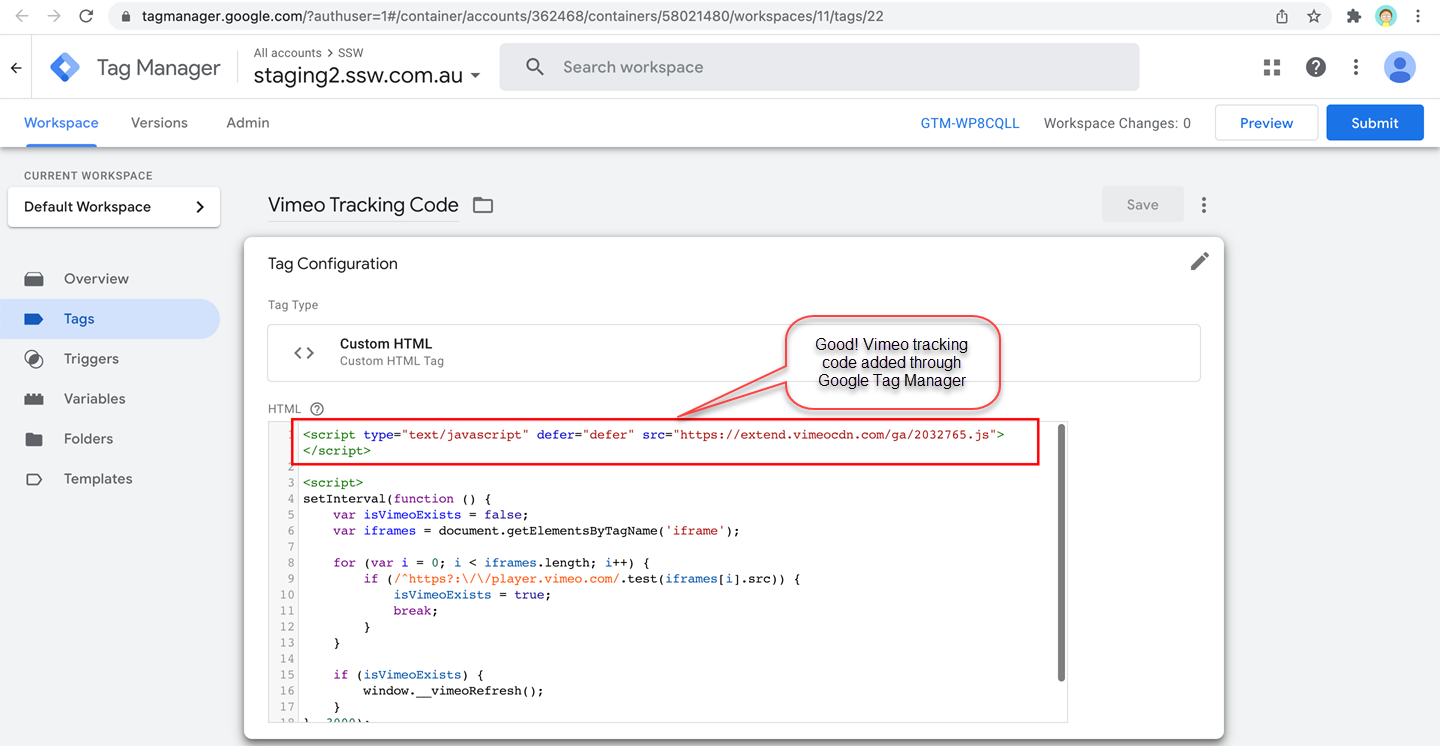 tagmanager.google.com/?authuser=1#/container/accounts/362468/containers/58021480/workspaces/11/tags/22
Tag Manager
All accounts > SSW
staging2.ssw.com.au
Search workspace
Workspace
Versions
Admin
GTM-WP8CQLL
Workspace Changes: 0
Preview
Submit
CURRENT WORKSPACE
Default Workspace
Overview
Tags
Triggers
Variables
Folders
Templates
Vimeo Tracking Code
Save
Tag Configuration
Tag Type
Custom HTML
Custom HTML Tag
Good! Vimeo tracking
code added through
Google Tag Manager
HTML
1 <script type="text/javascript" defer="defer" src="https://extend.vimeocdn.com/ga/2032765.js">
</script>
2
3 <script>
4 setInterval(function () {
5     var isVimeoExists = false;
6     var iframes = document.getElementsByTagName('iframe');
7
8     for (var i = 0; i < iframes.length; i++) {
9         if (/^https?:\/\/player.vimeo.com/.test(iframes[i].src)) {
10             isVimeoExists = true;
11             break;
12         }
13     }
14
15     if (isVimeoExists) {
16         window.__vimeoRefresh();
17     }
18 }, 3000);